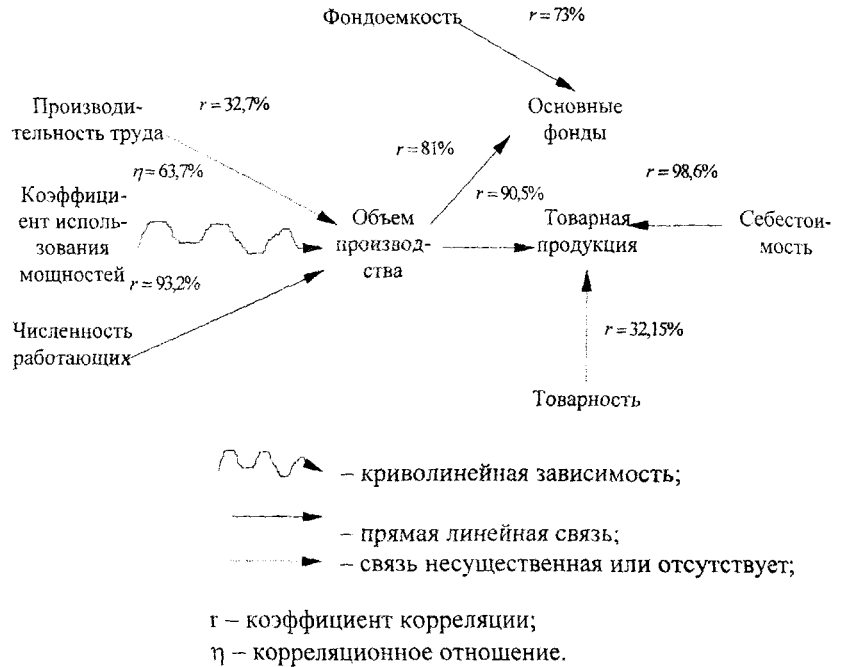 Фондоемкость
r = 73%
Производи-
тельность труда
r = 32,7%
Основные
фонды
r = 81%
η = 63,7%
r = 98,6%
Коэффици-
ент исполь-
зования
мощностей
r = 90,5%
Объем
производ-
ства
Товарная
продукция
Себестои-
мость
r = 93,2%
Численность
работающих
r = 32,15%
Товарность
– криволинейная зависимость;
– прямая линейная связь;
– связь несущественная или отсутствует;
r – коэффициент корреляции;
η – корреляционное отношение.